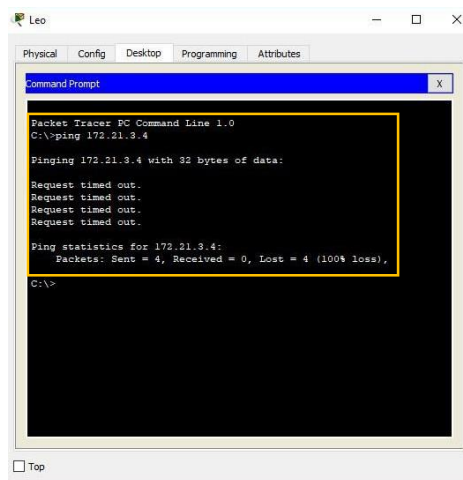 Leo
Physical Config Desktop Programming Attributes
Command Prompt X
Packet Tracer PC Command Line 1.0
C:\>ping 172.21.3.4
Pinging 172.21.3.4 with 32 bytes of data:
Request timed out.
Request timed out.
Request timed out.
Request timed out.
Ping statistics for 172.21.3.4:
Packets: Sent = 4, Received = 0, Lost = 4 (100% loss),
C:\>
Top